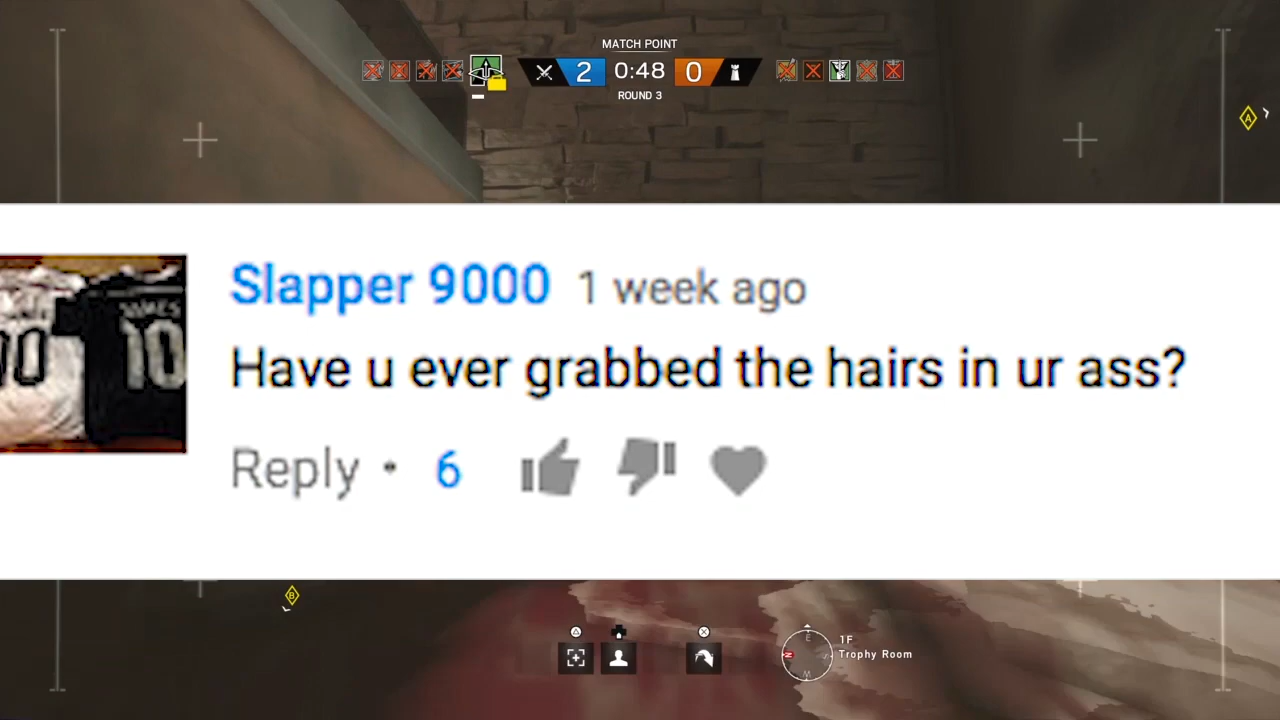 MATCH POINT
2 0:48 0
ROUND 3
A
Slapper 9000 1 week ago
10
Have u ever grabbed the hairs in ur ass?
Reply • 6
B
1F
E
Trophy Room
N
W